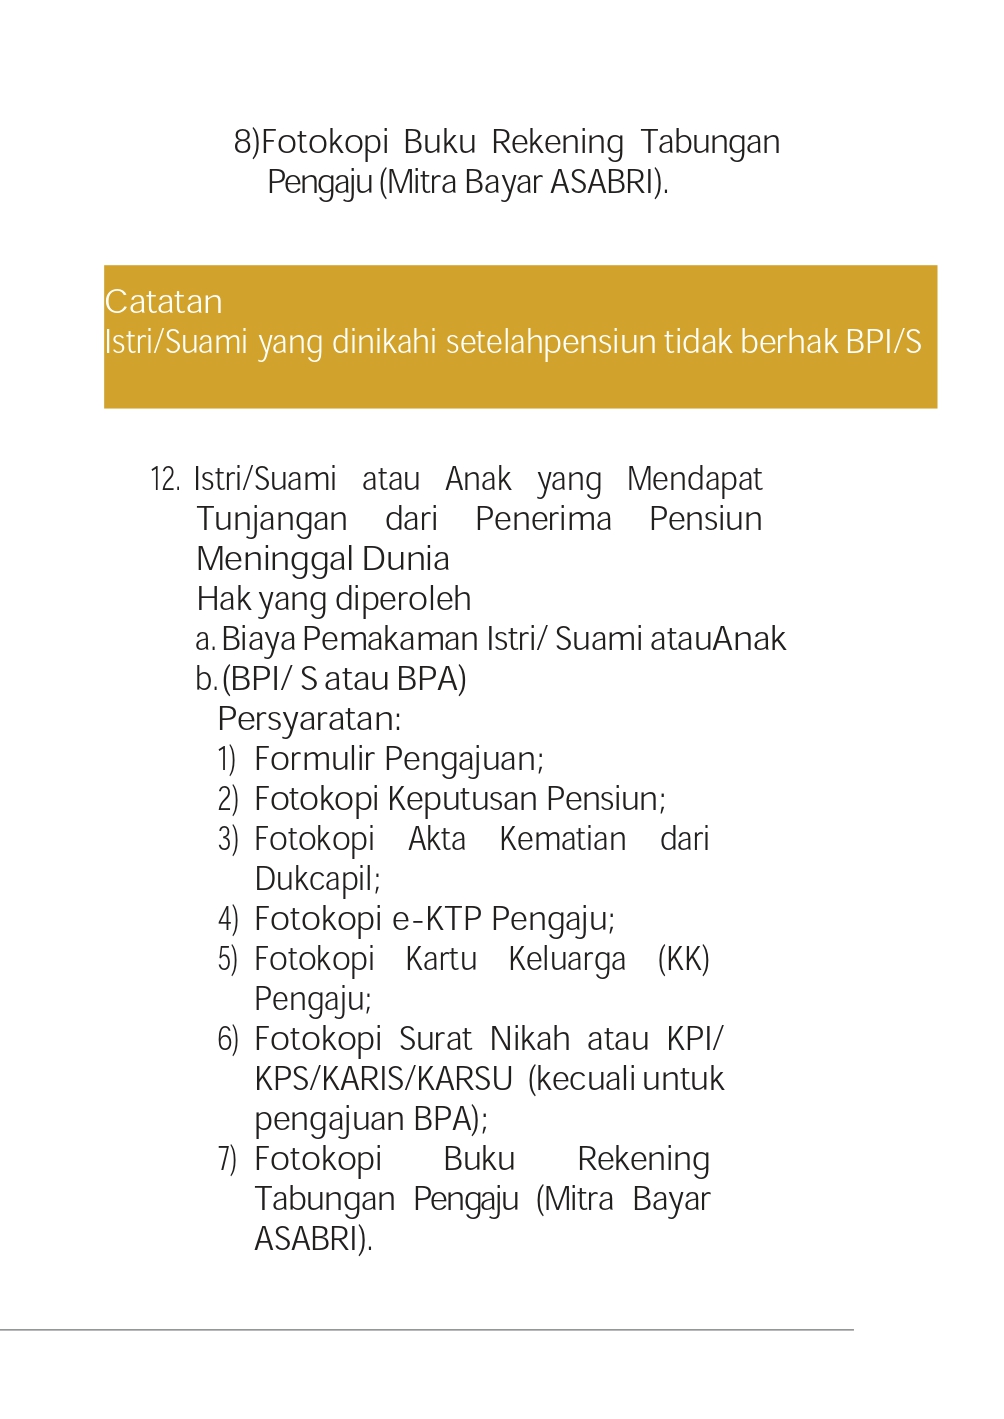 8)Fotokopi Buku Rekening Tabungan
Pengaju (Mitra Bayar ASABRI).
Catatan
Istri/Suami yang dinikahi setelahpensiun tidak berhak BPI/S
12. Istri/Suami atau Anak yang Mendapat
Tunjangan dari Penerima Pensiun
Meninggal Dunia
Hak yang diperoleh
a. Biaya Pemakaman Istri/ Suami atauAnak
b. (BPI/ S atau BPA)
Persyaratan:
1) Formulir Pengajuan;
2) Fotokopi Keputusan Pensiun;
3) Fotokopi Akta Kematian dari
Dukcapil;
4) Fotokopi e-KTP Pengaju;
5) Fotokopi Kartu Keluarga (KK)
Pengaju;
6) Fotokopi Surat Nikah atau KPI/
KPS/KARIS/KARSU (kecuali untuk
pengajuan BPA);
7) Fotokopi Buku Rekening
Tabungan Pengaju (Mitra Bayar
ASABRI).